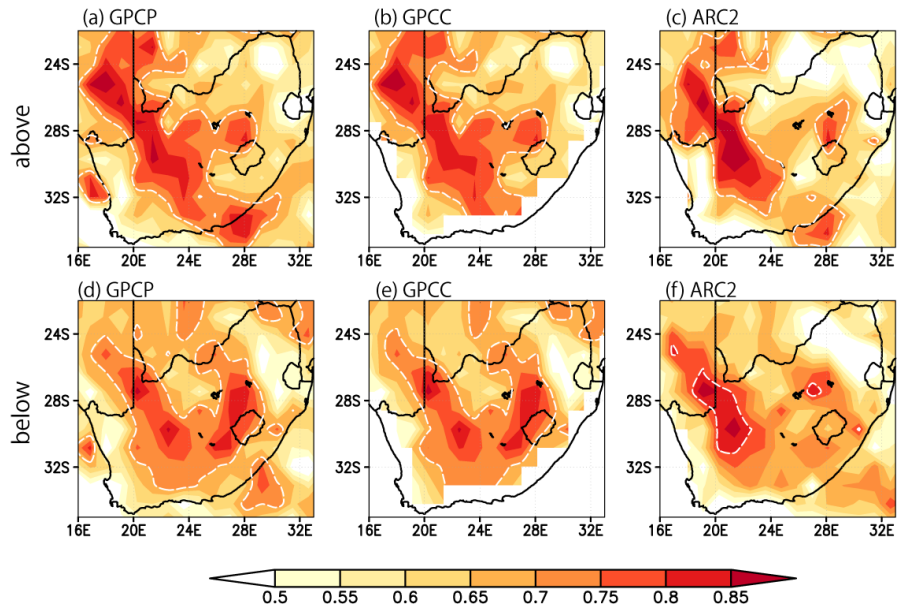 (a) GPCP
(b) GPCC
(c) ARC2
above
24S
28S
32S
16E 20E 24E 28E 32E
24S
28S
32S
16E 20E 24E 28E 32E
24S
28S
32S
16E 20E 24E 28E 32E
(d) GPCP
(e) GPCC
(f) ARC2
below
24S
28S
32S
16E 20E 24E 28E 32E
24S
28S
32S
16E 20E 24E 28E 32E
24S
28S
32S
16E 20E 24E 28E 32E
0.5 0.55 0.6 0.65 0.7 0.75 0.8 0.85